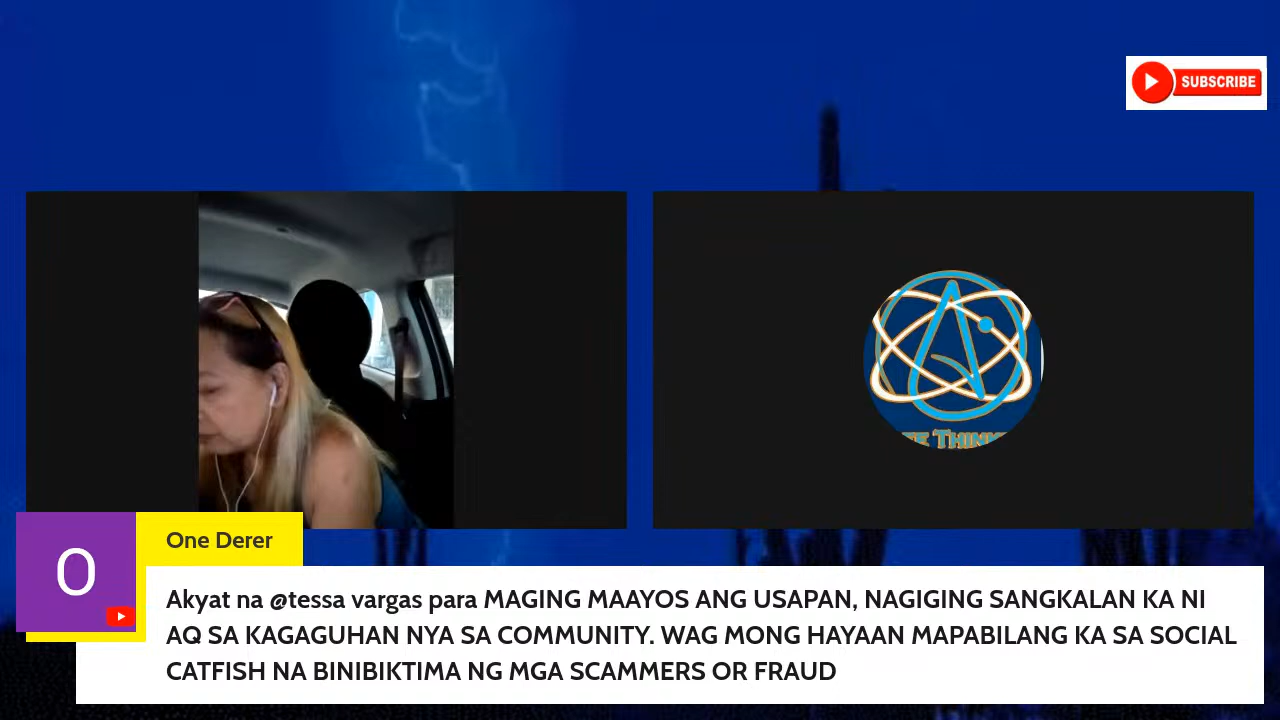 SUBSCRIBE
THINK
One Derer
O
Akyat na @tessa vargas para MAGING MAAYOS ANG USAPAN, NAGIGING SANGKALAN KA NI
AQ SA KAGAGUHAN NYA SA COMMUNITY. WAG MONG HAYAAN MAPABILANG KA SA SOCIAL
CATFISH NA BINIBIKTIMA NG MGA SCAMMERS OR FRAUD